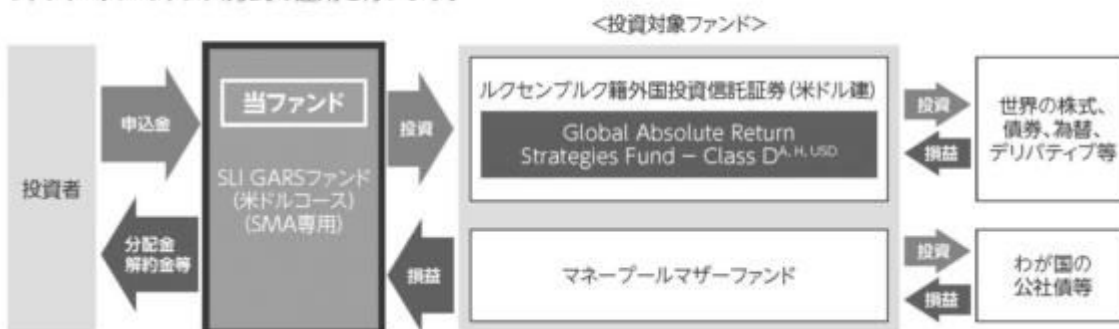 <投資対象ファンド>
投資者
申込金
分配金
解約金等
当ファンド
SLI GARSファンド
(米ドルコース)
(SMA専用)
投資
損益
ルクセンブルク籍外国投資信託証券(米ドル建)
Global Absolute Return
Strategies Fund – Class D^A, H, USD
マネープールマザーファンド
投資
損益
世界の株式、
債券、為替、
デリバティブ等
投資
損益
わが国の
公社債等